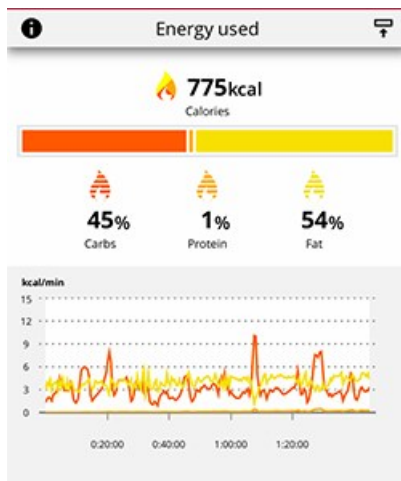 Energy used
775kcal
Calories
45% 1% 54%
Carbs Protein Fat
kcal/min
15
12
9
6
3
0
0:20:00 0:40:00 1:00:00 1:20:00